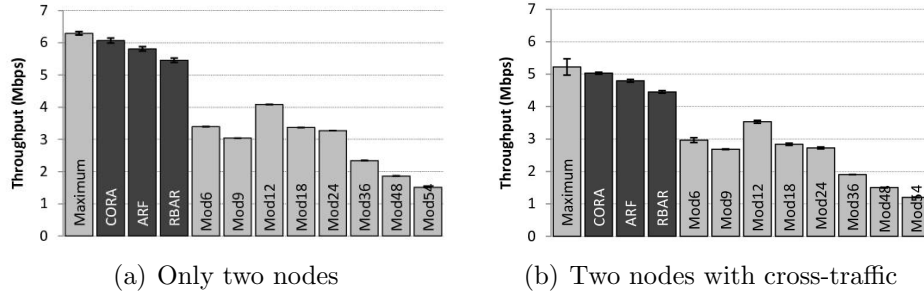 7
6
5
4
3
2
1
0
Throughput (Mbps)
Maximum
CORA
ARF
RBAR
Mod6
Mod9
Mod12
Mod18
Mod24
Mod36
Mod48
Mod54
(a) Only two nodes
7
6
5
4
3
2
1
0
Throughput (Mbps)
Maximum
CORA
ARF
RBAR
Mod6
Mod9
Mod12
Mod18
Mod24
Mod36
Mod48
Mod54
(b) Two nodes with cross-traffic